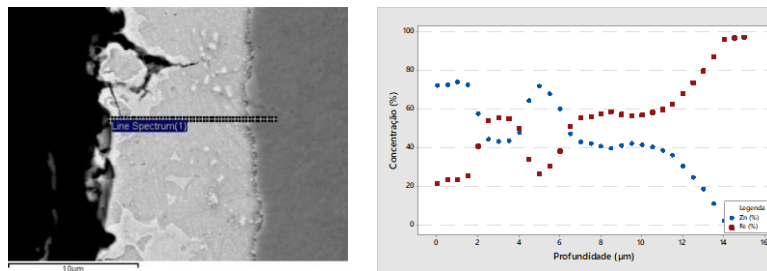 Line Spectrum(1)
10μm
Concentração (%)
100
80
60
40
20
0
0
2
4
6
8
10
12
14
16
Profundidade (μm)
Legenda
Zn (%)
Fe (%)